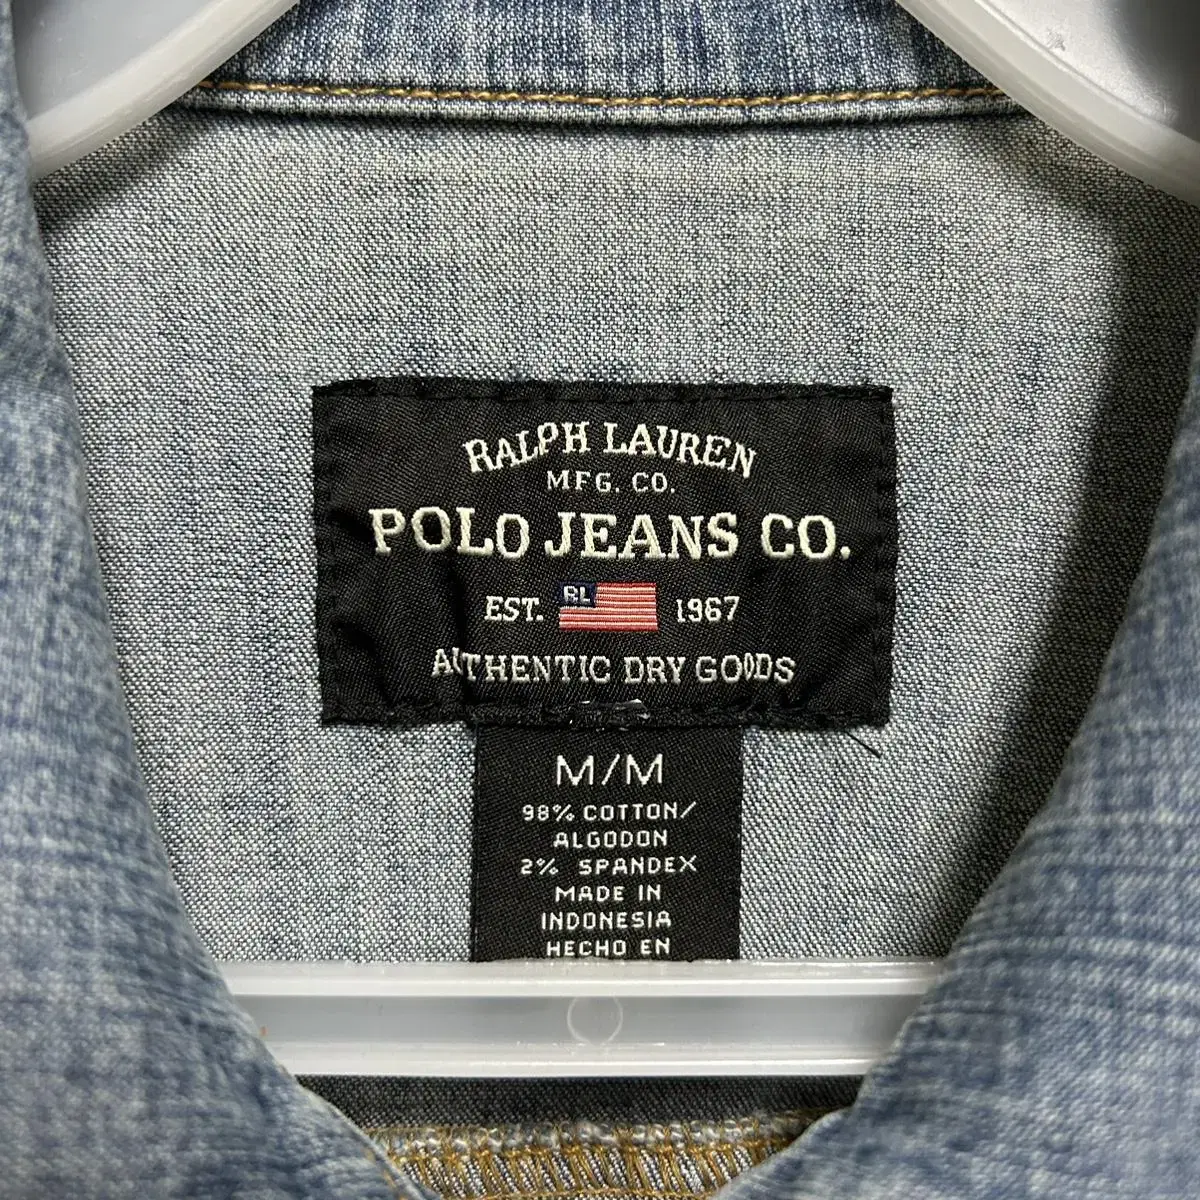 RALPH LAUREN
MFG. CO.
POLO JEANS CO.
EST. RL 1967
AUTHENTIC DRY GOODS
M/M
98% COTTON/
ALGODON
2% SPANDEX
MADE IN
INDONESIA
HECHO EN